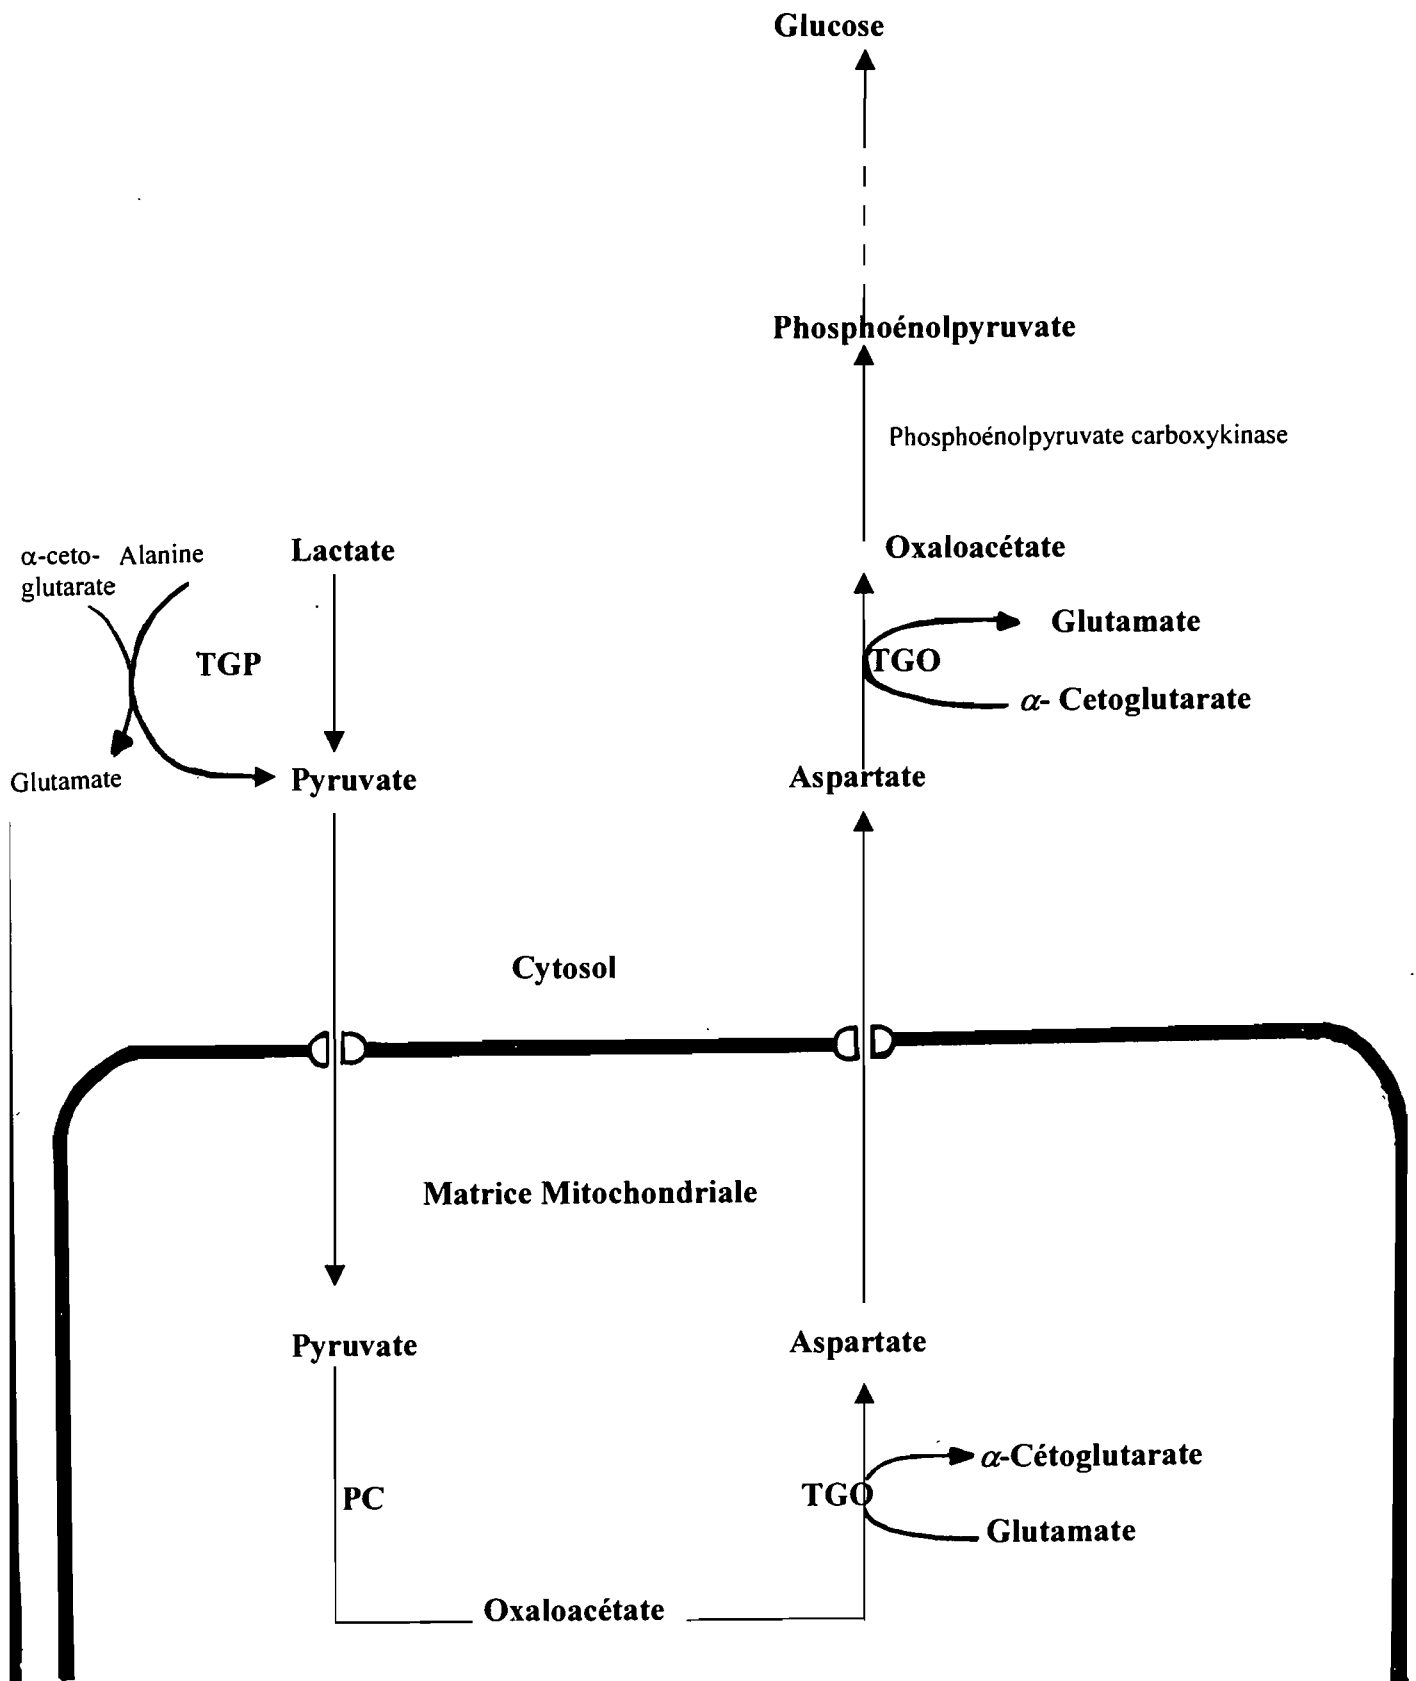 Glucose
Phosphoénolpyruvate
Phosphoénolpyruvate carboxykinase
α-ceto- Alanine
glutarate
Lactate
Oxaloacétate
Glutamate
TGP
TGO
α- Cetoglutarate
Glutamate
Pyruvate
Aspartate
Cytosol
Matrice Mitochondriale
Pyruvate
Aspartate
α-Cétoglutarate
PC
TGO
Glutamate
Oxaloacétate